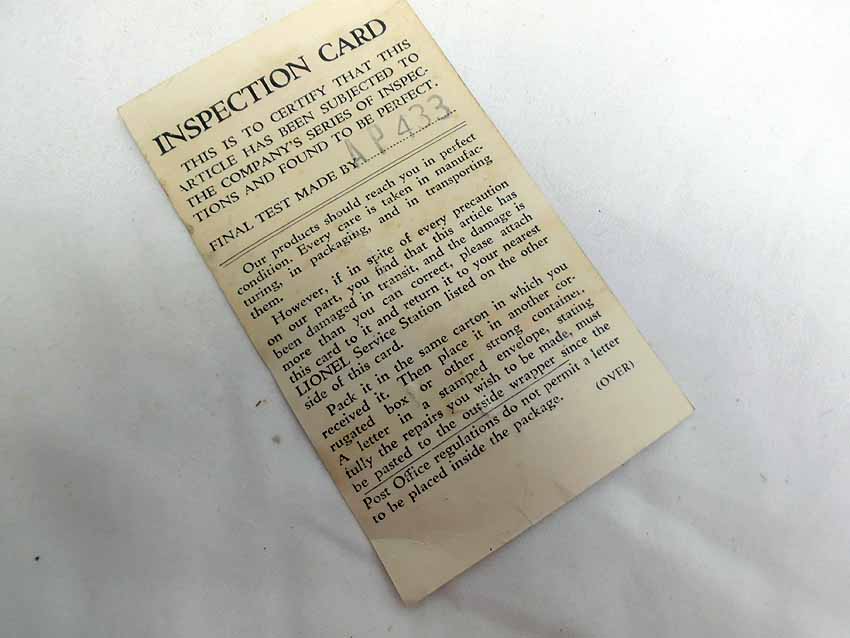 INSPECTION CARD
THIS IS TO CERTIFY THAT THIS
ARTICLE HAS BEEN SUBJECTED TO
THE COMPANY'S SERIES OF INSPEC-
TIONS AND FOUND TO BE PERFECT.
FINAL TEST MADE BY AP433
Our products should reach you in perfect
condition. Every care is taken in manufac-
turing, in packaging, and in transporting
them.
However, if in spite of every precaution
on our part, you find that this article has
been damaged in transit, and the damage is
more than you can correct, please attach
this card to it and return it to your nearest
LIONEL Service Station listed on the other
side of this card.
Pack it in the same carton in which you
received it. Then place it in another cor-
rugated box or other strong container.
A letter in a stamped envelope, stating
fully the repairs you wish to be made, must
be pasted to the outside wrapper since the
Post Office regulations do not permit a letter
to be placed inside the package.
(OVER)